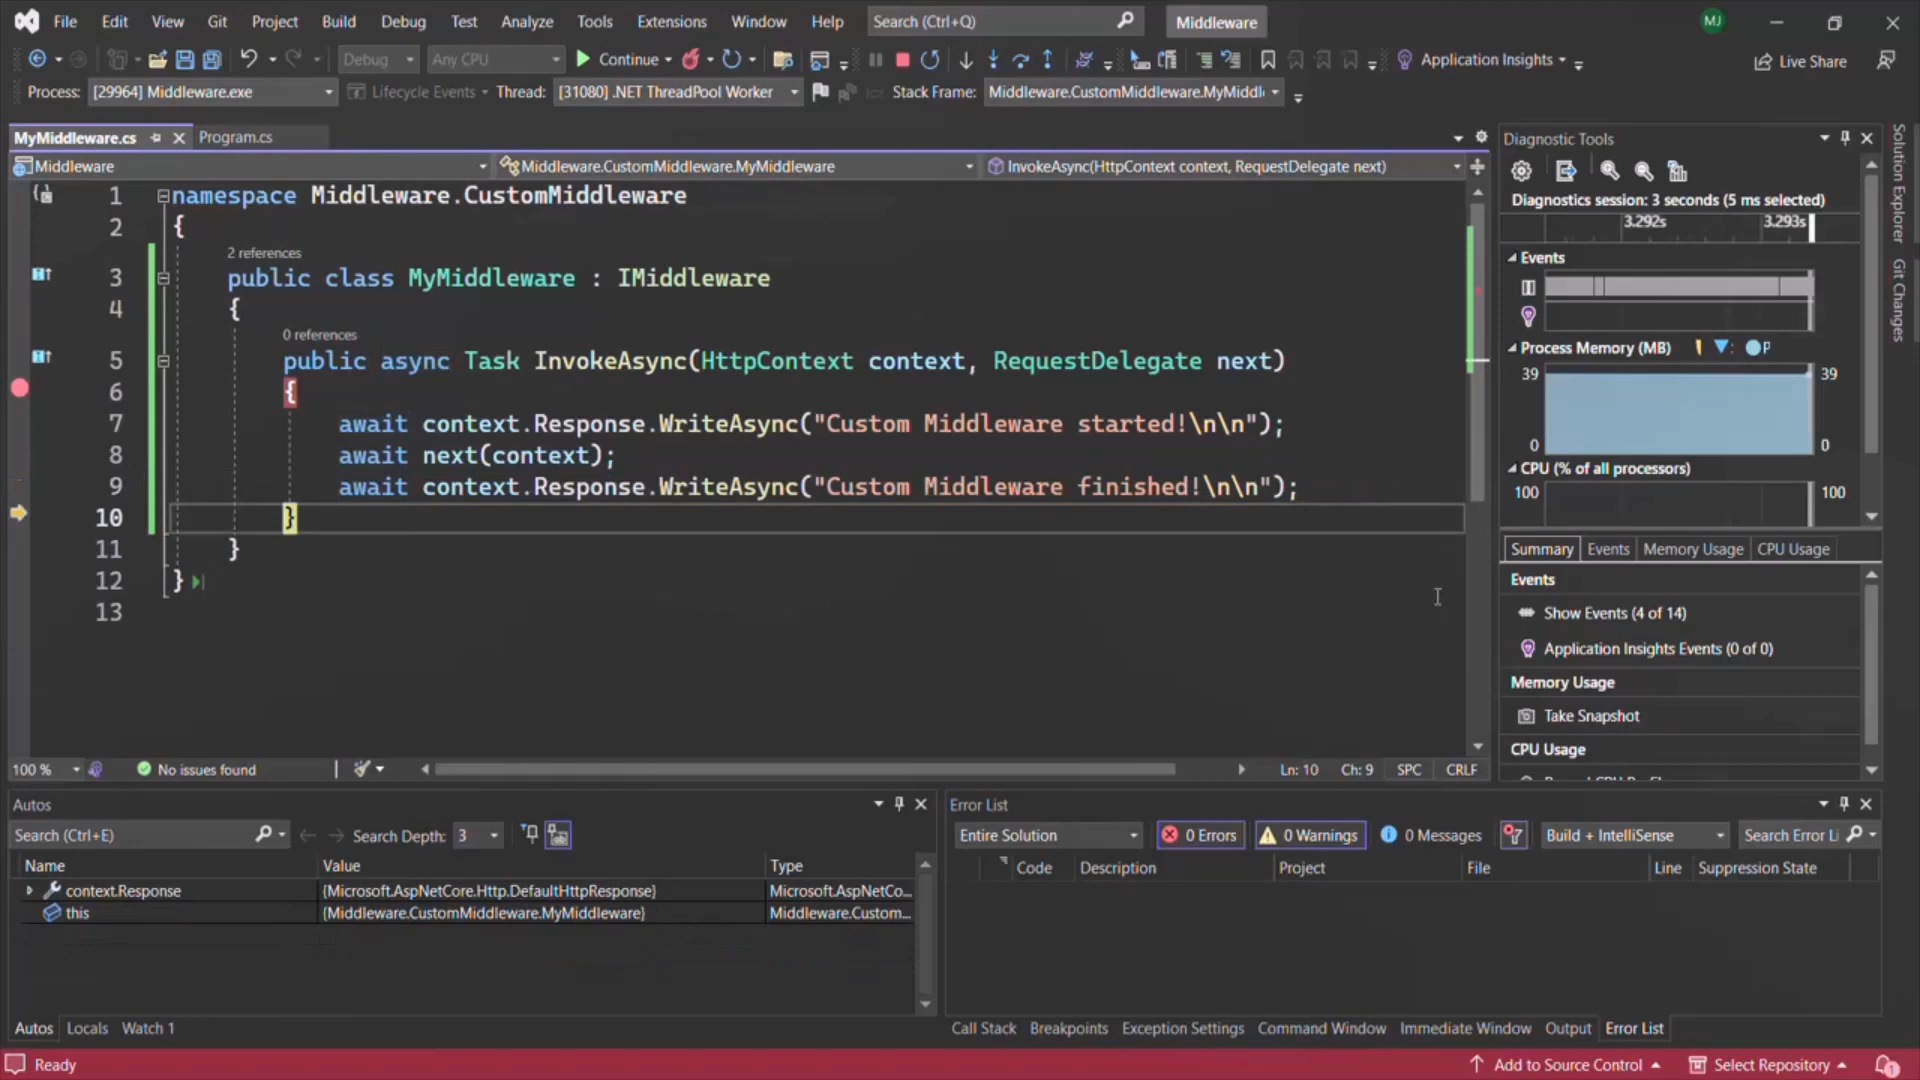 File Edit View Git Project Build Debug Test Analyze Tools Extensions Window Help Search (Ctrl+Q) Middleware MJ
Debug Any CPU Continue Application Insights Live Share
Process: [29964] Middleware.exe Lifecycle Events Thread: [31080] .NET ThreadPool Worker Stack Frame: Middleware.CustomMiddleware.MyMiddl
MyMiddleware.cs Program.cs
Middleware Middleware.CustomMiddleware.MyMiddleware InvokeAsync(HttpContext context, RequestDelegate next)
1 namespace Middleware.CustomMiddleware
2 {
2 references
3 public class MyMiddleware : IMiddleware
4 {
0 references
5 public async Task InvokeAsync(HttpContext context, RequestDelegate next)
6 {
7 await context.Response.WriteAsync("Custom Middleware started!\n\n");
8 await next(context);
9 await context.Response.WriteAsync("Custom Middleware finished!\n\n");
10 }
11 }
12 }
13
100 % No issues found Ln: 10 Ch: 9 SPC CRLF
Diagnostic Tools
Diagnostics session: 3 seconds (5 ms selected)
3.292s 3.293s
Events
Process Memory (MB) P
39 39
0 0
CPU (% of all processors)
100 100
Summary Events Memory Usage CPU Usage
Events
Show Events (4 of 14)
Application Insights Events (0 of 0)
Memory Usage
Take Snapshot
CPU Usage
Solution Explorer
Git Changes
Autos
Search (Ctrl+E) Search Depth: 3
Name Value Type
context.Response {Microsoft.AspNetCore.Http.DefaultHttpResponse} Microsoft.AspNetCo...
this {Middleware.CustomMiddleware.MyMiddleware} Middleware.Custom...
Autos Locals Watch 1
Error List
Entire Solution 0 Errors 0 Warnings 0 Messages Build + IntelliSense Search Error Li
Code Description Project File Line Suppression State
Call Stack Breakpoints Exception Settings Command Window Immediate Window Output Error List
Ready Add to Source Control Select Repository 1